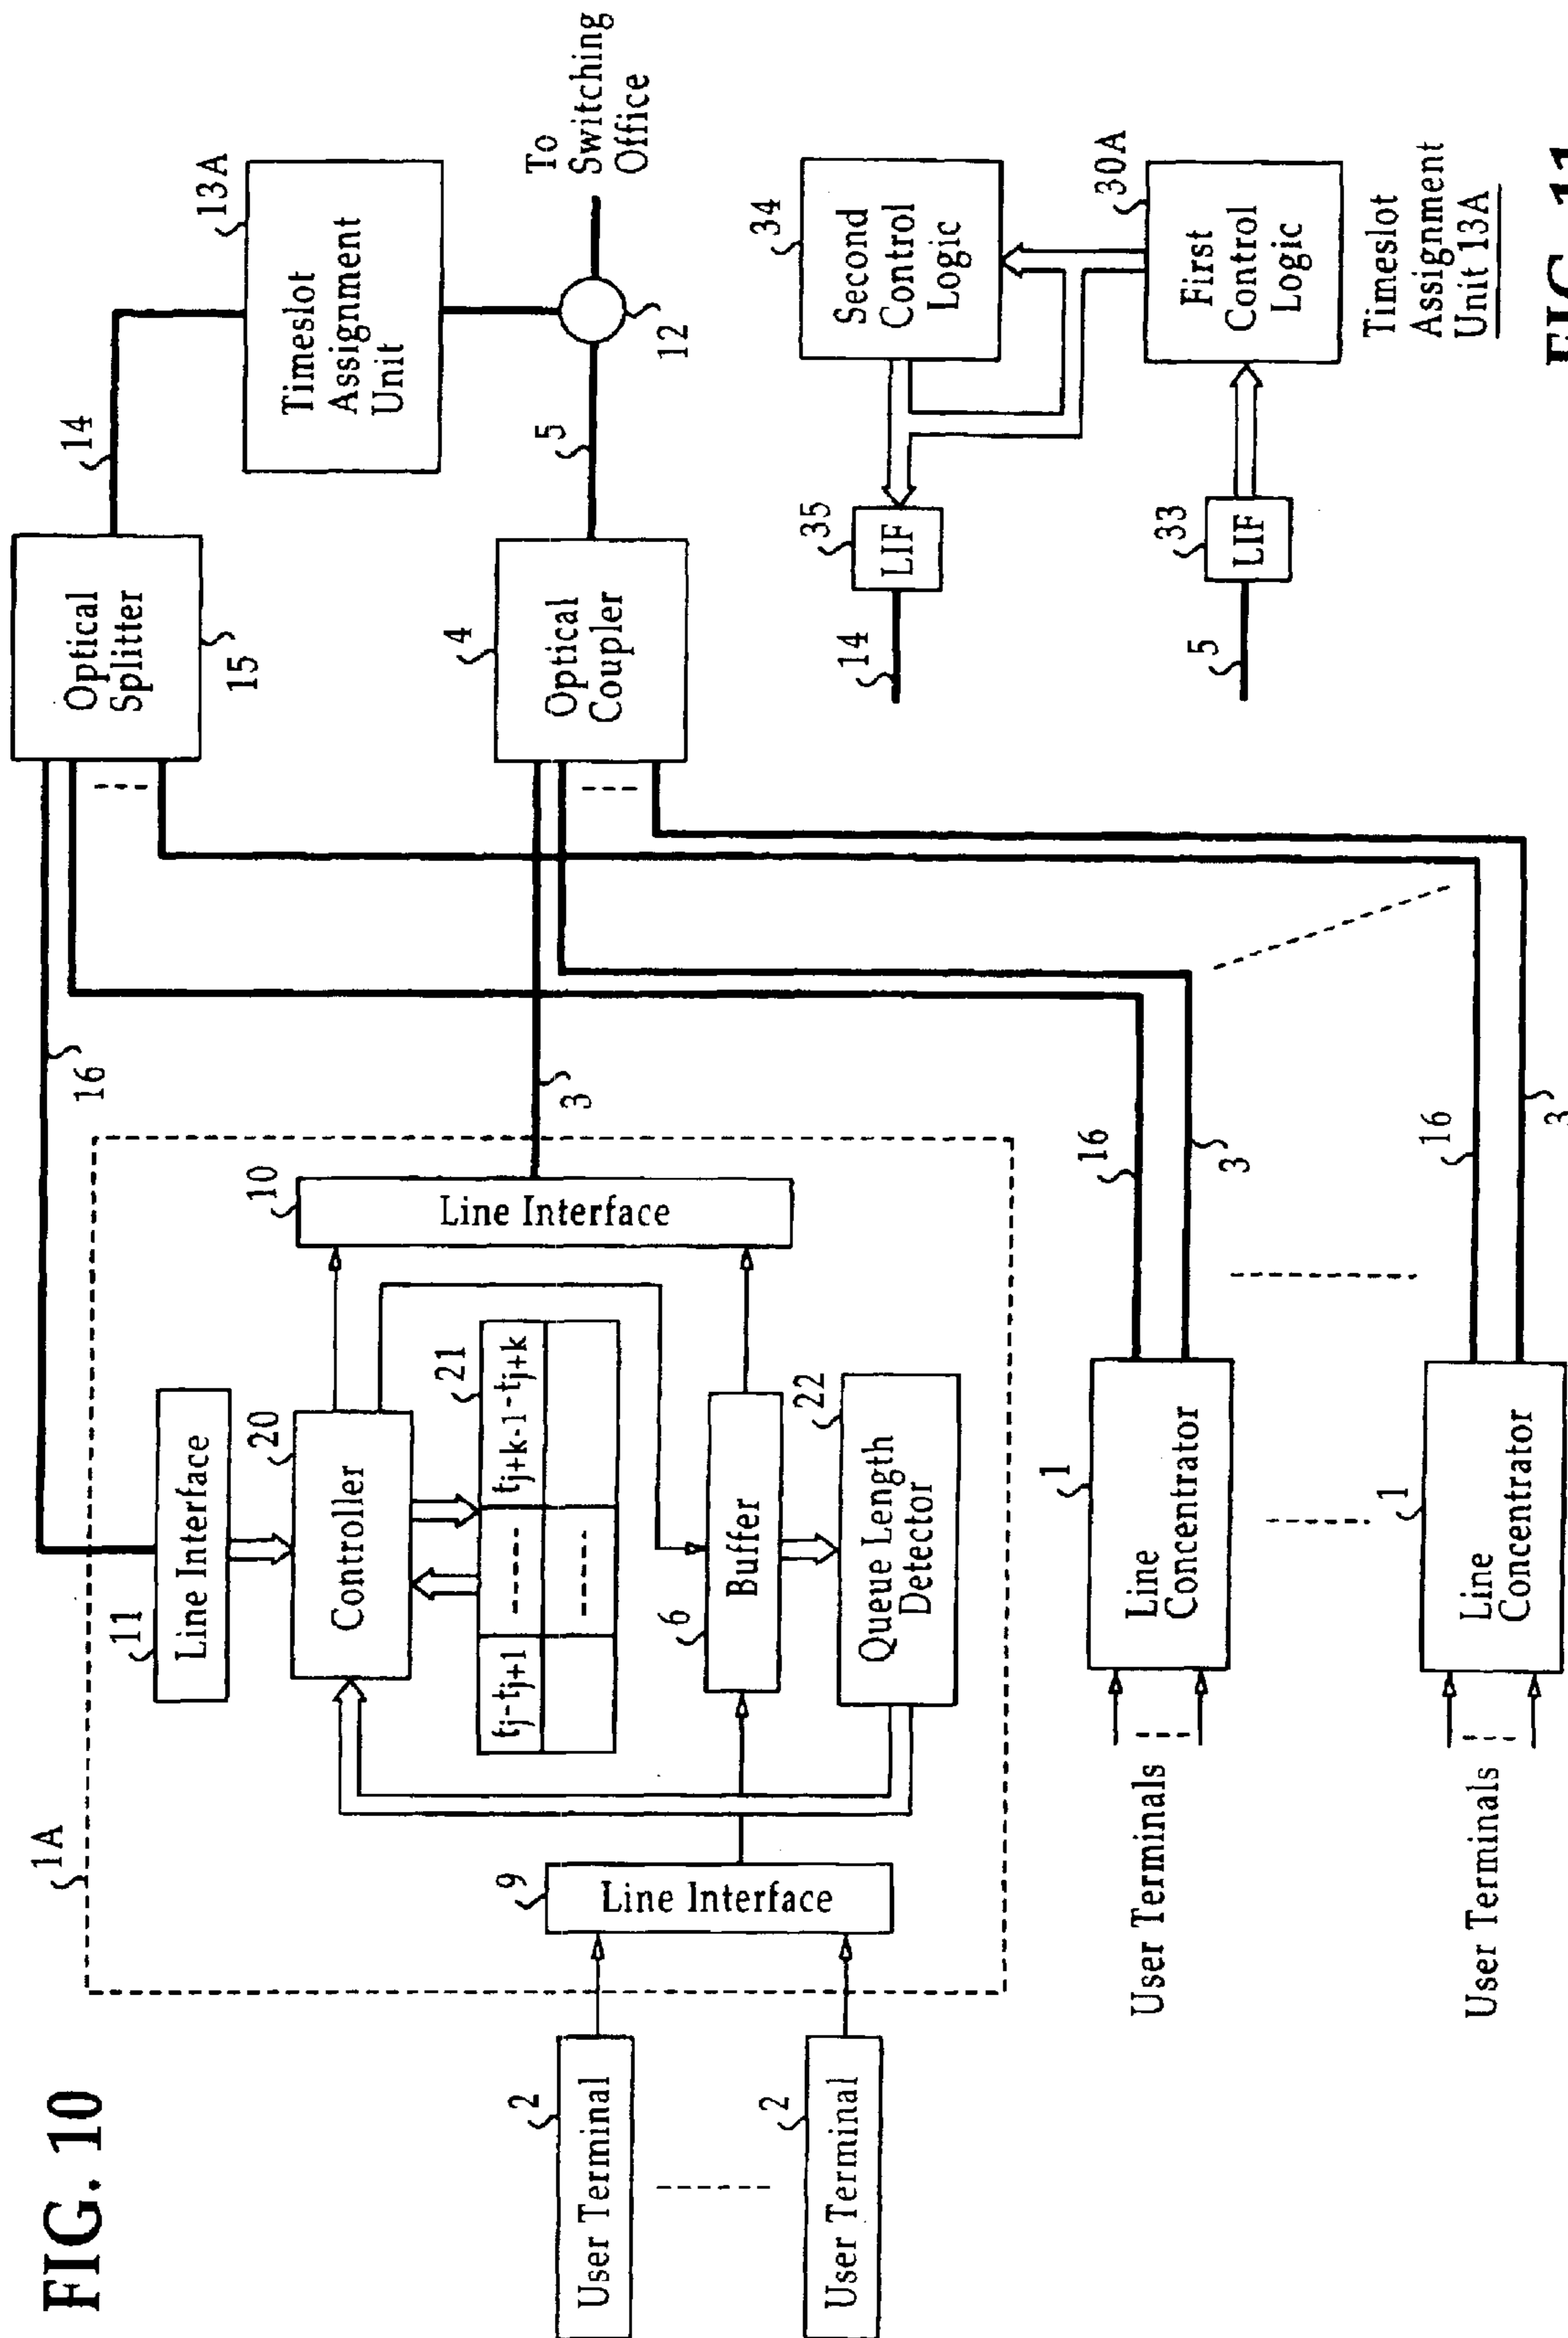 FIG. 10
1A
16
Optical
Splitter
15
14
13A
Timeslot
Assignment
Unit
11
Line Interface
20
Controller
10
Line Interface
3
4
Optical
Coupler
5
12
To
Switching
Office
21
tj-tj+1
tj+k-1-tj+k
2
User Terminal
9
Line Interface
6
Buffer
22
Queue Length
Detector
2
User Terminal
User Terminals
1
Line
Concentrator
16
3
User Terminals
1
Line
Concentrator
16
3
14
35
LIF
34
Second
Control
Logic
5
33
LIF
30A
First
Control
Logic
Timeslot
Assignment
Unit 13A